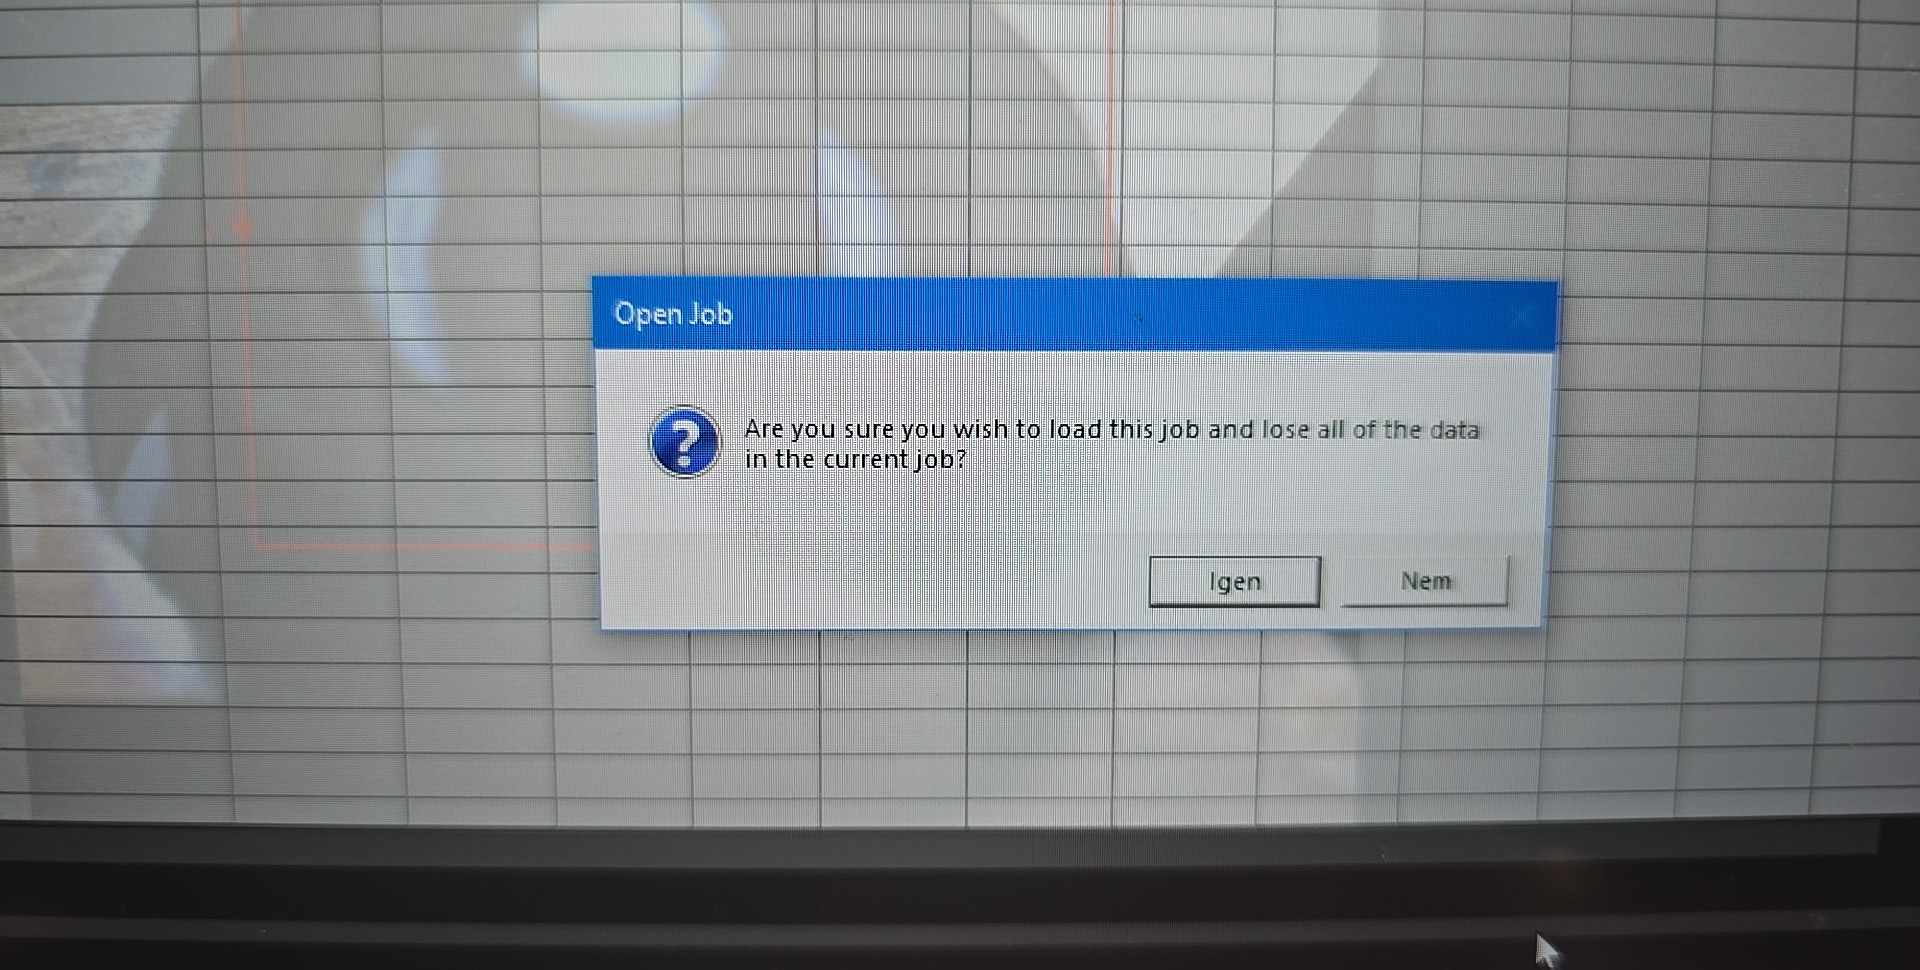 Open Job
Are you sure you wish to load this job and lose all of the data
in the current job?
Igen
Nem